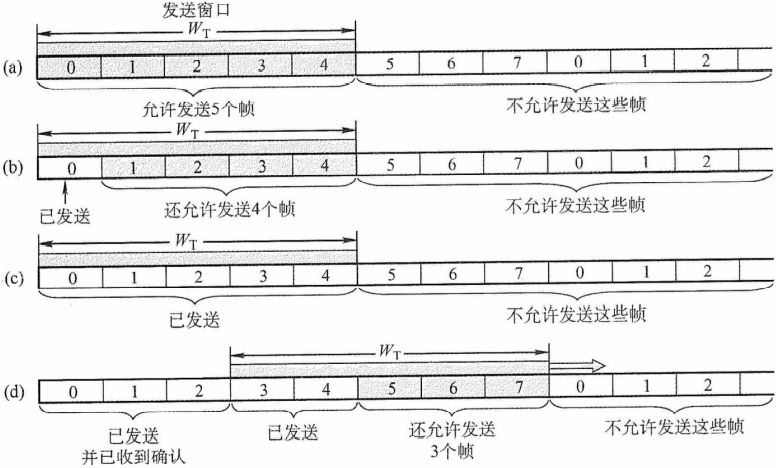 发送窗口
W_T
(a) 0 1 2 3 4 5 6 7 0 1 2
允许发送5个帧 不允许发送这些帧
W_T
(b) 0 1 2 3 4 5 6 7 0 1 2
已发送 还允许发送4个帧 不允许发送这些帧
W_T
(c) 0 1 2 3 4 5 6 7 0 1 2
已发送 不允许发送这些帧
W_T
(d) 0 1 2 3 4 5 6 7 0 1 2
已发送 已发送 还允许发送 不允许发送这些帧
并已收到确认 3个帧